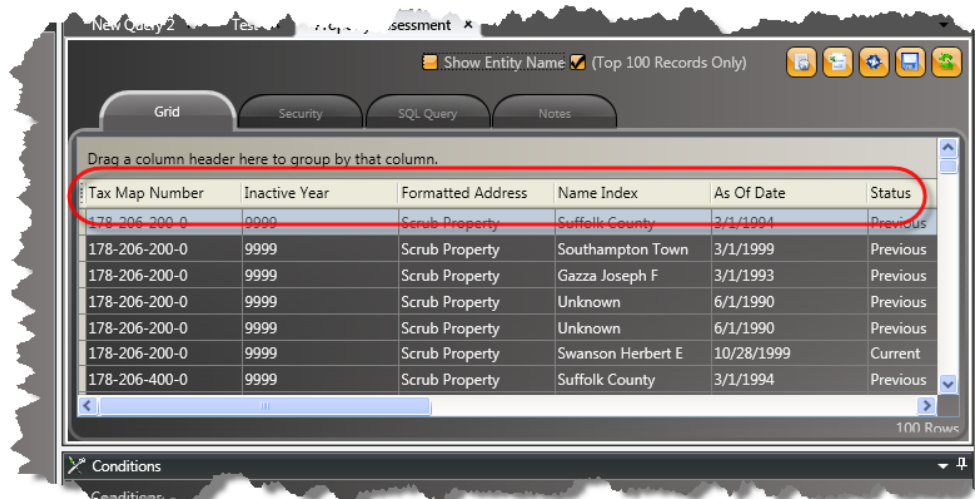 New Query 2 Test Property Assessment ×
Show Entity Name (Top 100 Records Only)
Grid Security SQL Query Notes
Drag a column header here to group by that column.
Tax Map Number Inactive Year Formatted Address Name Index As Of Date Status
178-206-200-0 9999 Scrub Property Suffolk County 3/1/1994 Previous
178-206-200-0 9999 Scrub Property Southampton Town 3/1/1999 Previous
178-206-200-0 9999 Scrub Property Gazza Joseph F 3/1/1993 Previous
178-206-200-0 9999 Scrub Property Unknown 6/1/1990 Previous
178-206-200-0 9999 Scrub Property Unknown 6/1/1990 Previous
178-206-200-0 9999 Scrub Property Swanson Herbert E 10/28/1999 Current
178-206-400-0 9999 Scrub Property Suffolk County 3/1/1994 Previous
100 Rows
Conditions
Conditions